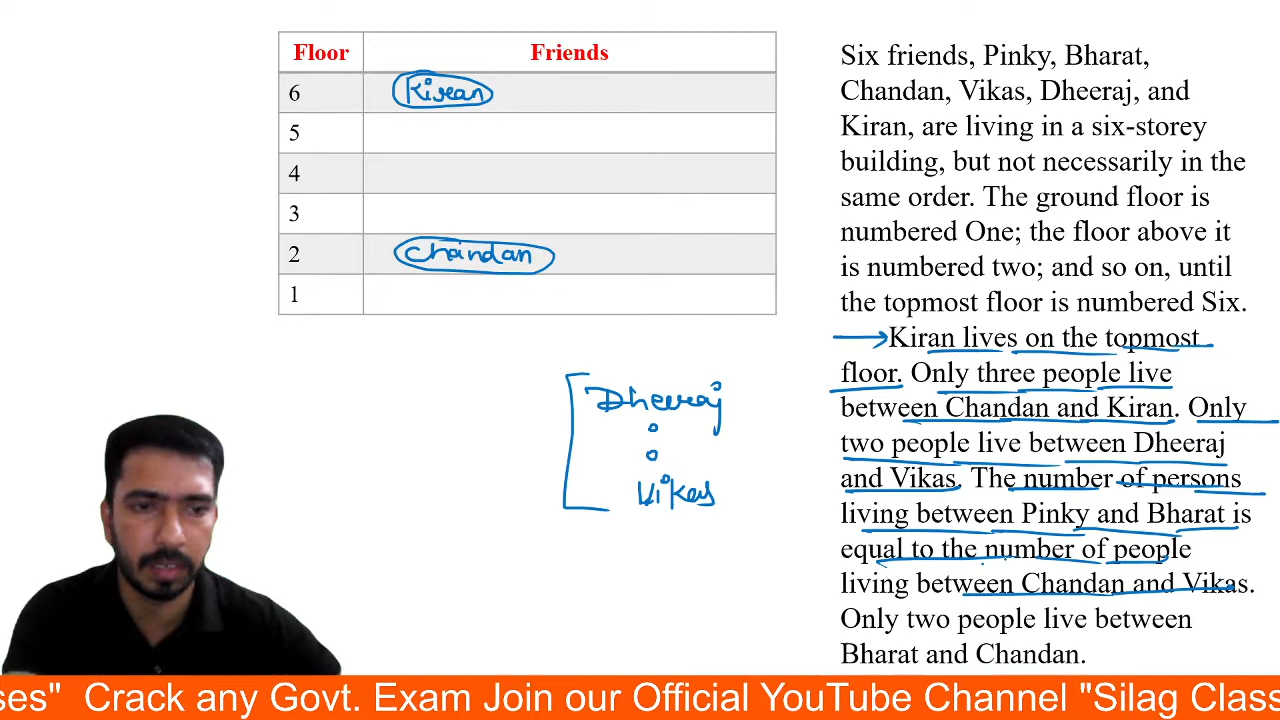 Floor Friends
6 Kiran
5
4
3
2 Chandan
1
Dheeraj
Vikas
Six friends, Pinky, Bharat,
Chandan, Vikas, Dheeraj, and
Kiran, are living in a six-storey
building, but not necessarily in the
same order. The ground floor is
numbered One; the floor above it
is numbered two; and so on, until
the topmost floor is numbered Six.
Kiran lives on the topmost
floor. Only three people live
between Chandan and Kiran. Only
two people live between Dheeraj
and Vikas. The number of persons
living between Pinky and Bharat is
equal to the number of people
living between Chandan and Vikas.
Only two people live between
Bharat and Chandan.
ses" Crack any Govt. Exam Join our Official YouTube Channel "Silag Class